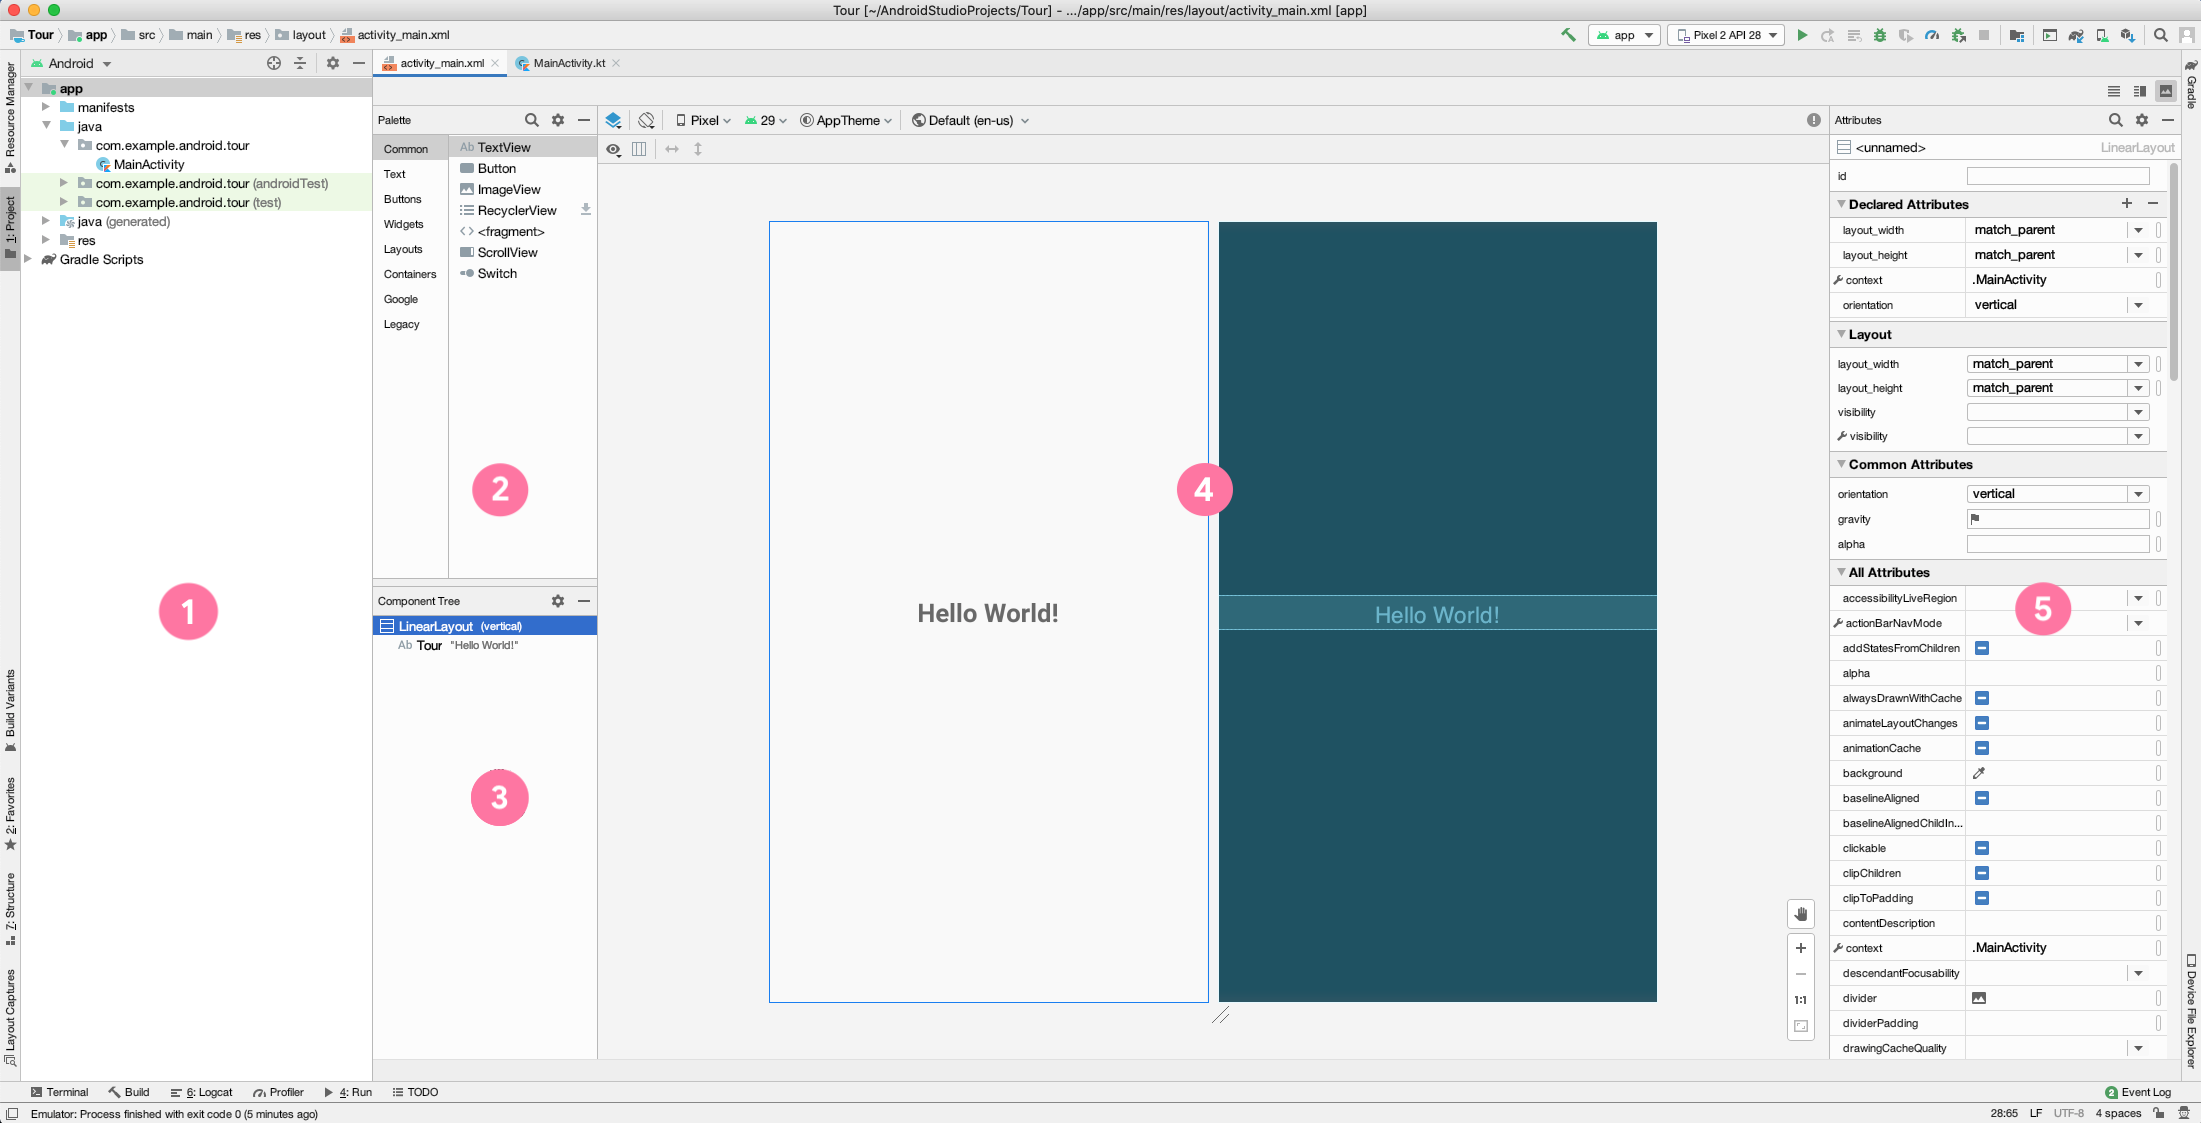 Tour [~/AndroidStudioProjects/Tour] - .../app/src/main/res/layout/activity_main.xml [app]
Tour app src main res layout activity_main.xml
app Pixel 2 API 28
Android
activity_main.xml MainActivity.kt
Resource Manager
1: Project
Build Variants
2: Favorites
7: Structure
Layout Captures
app
manifests
java
com.example.android.tour
MainActivity
com.example.android.tour (androidTest)
com.example.android.tour (test)
java (generated)
res
Gradle Scripts
1
Palette
Common
Text
Buttons
Widgets
Layouts
Containers
Google
Legacy
Ab TextView
Button
ImageView
RecyclerView
<fragment>
ScrollView
Switch
2
Component Tree
LinearLayout (vertical)
Ab Tour "Hello World!"
3
Pixel 29 AppTheme Default (en-us)
Hello World!
4
Hello World!
1:1
Attributes
<unnamed> LinearLayout
id
Declared Attributes
layout_width match_parent
layout_height match_parent
context .MainActivity
orientation vertical
Layout
layout_width match_parent
layout_height match_parent
visibility
visibility
Common Attributes
orientation vertical
gravity
alpha
All Attributes
accessibilityLiveRegion
5
actionBarNavMode
addStatesFromChildren
alpha
alwaysDrawnWithCache
animateLayoutChanges
animationCache
background
baselineAligned
baselineAlignedChildIn...
clickable
clipChildren
clipToPadding
contentDescription
context .MainActivity
descendantFocusability
divider
dividerPadding
drawingCacheQuality
Gradle
Device File Explorer
Terminal Build 6: Logcat Profiler 4: Run TODO 2 Event Log
Emulator: Process finished with exit code 0 (5 minutes ago) 28:65 LF UTF-8 4 spaces